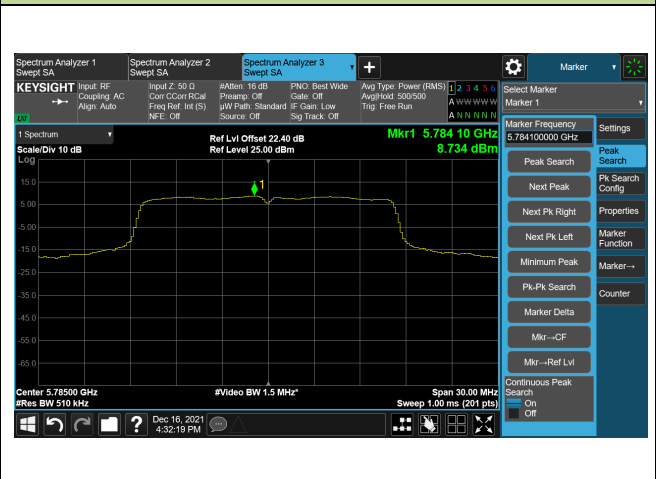 Spectrum Analyzer 1
Swept SA
Spectrum Analyzer 2
Swept SA
Spectrum Analyzer 3
Swept SA
+
Marker
KEYSIGHT
Input: RF
Coupling: AC
Align: Auto
Input Z: 50 Ω
Corr CCorr RCal
Freq Ref: Int (S)
NFE: Off
#Atten: 16 dB
Preamp: Off
µW Path: Standard
Source: Off
PNO: Best Wide
Gate: Off
IF Gain: Low
Sig Track: Off
Avg Type: Power (RMS)
Avg|Hold: 500/500
Trig: Free Run
1 2 3 4 5 6
A W W W W W
A N N N N N
LXI
Select Marker
Marker 1
1 Spectrum
Scale/Div 10 dB
Log
Ref Lvl Offset 22.40 dB
Ref Level 25.00 dBm
Mkr1 5.784 10 GHz
8.734 dBm
1
15.0
5.00
-5.00
-15.0
-25.0
-35.0
-45.0
-55.0
-65.0
Center 5.78500 GHz
#Res BW 510 kHz
#Video BW 1.5 MHz*
Span 30.00 MHz
Sweep 1.00 ms (201 pts)
Marker Frequency
5.784100000 GHz
Peak Search
Next Peak
Next Pk Right
Next Pk Left
Minimum Peak
Pk-Pk Search
Marker Delta
Mkr→CF
Mkr→Ref Lvl
Continuous Peak
Search
On
Off
Settings
Peak
Search
Pk Search
Config
Properties
Marker
Function
Marker→
Counter
?
Dec 16, 2021
4:32:19 PM